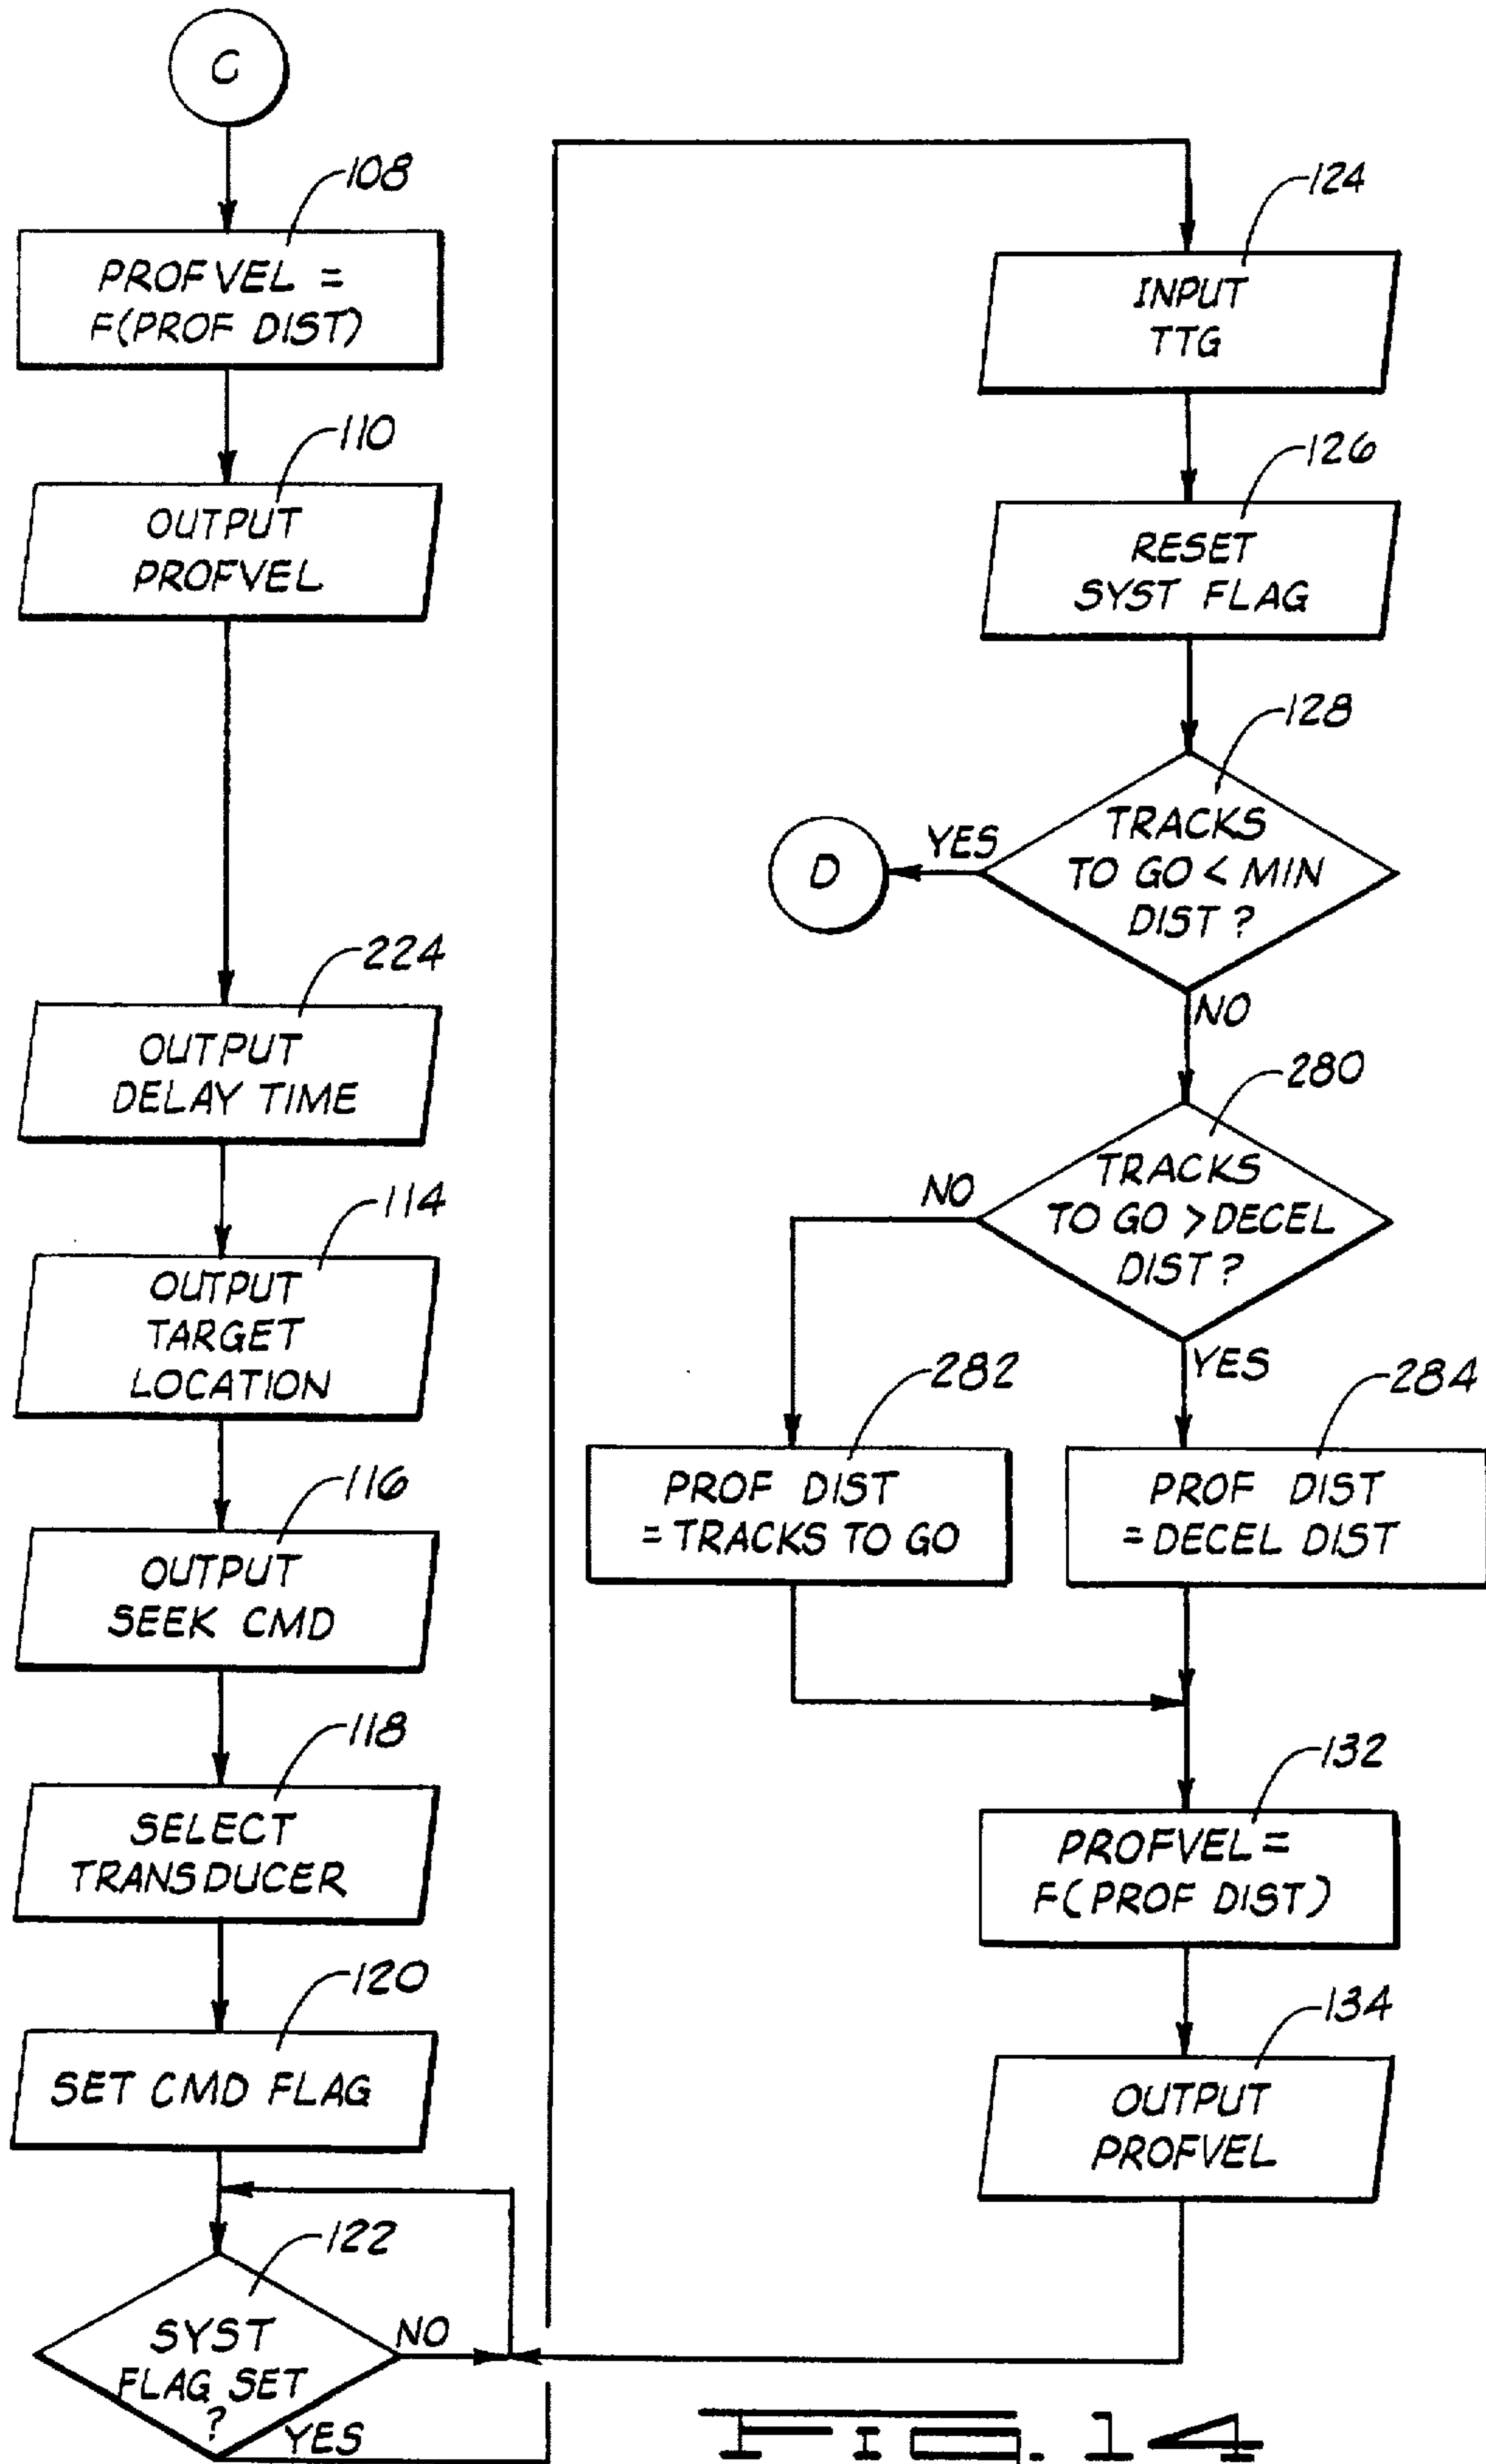 C
108
PROFVEL =
F(PROF DIST)
110
OUTPUT
PROFVEL
224
OUTPUT
DELAY TIME
114
OUTPUT
TARGET
LOCATION
116
OUTPUT
SEEK CMD
118
SELECT
TRANSDUCER
120
SET CMD FLAG
122
SYST
FLAG SET
?
NO
YES
124
INPUT
TTG
126
RESET
SYST FLAG
128
TRACKS
TO GO < MIN
DIST ?
YES
D
NO
280
TRACKS
TO GO > DECEL
DIST ?
NO
YES
282
PROF DIST
= TRACKS TO GO
284
PROF DIST
= DECEL DIST
132
PROFVEL =
F(PROF DIST)
134
OUTPUT
PROFVEL
FIG. 14